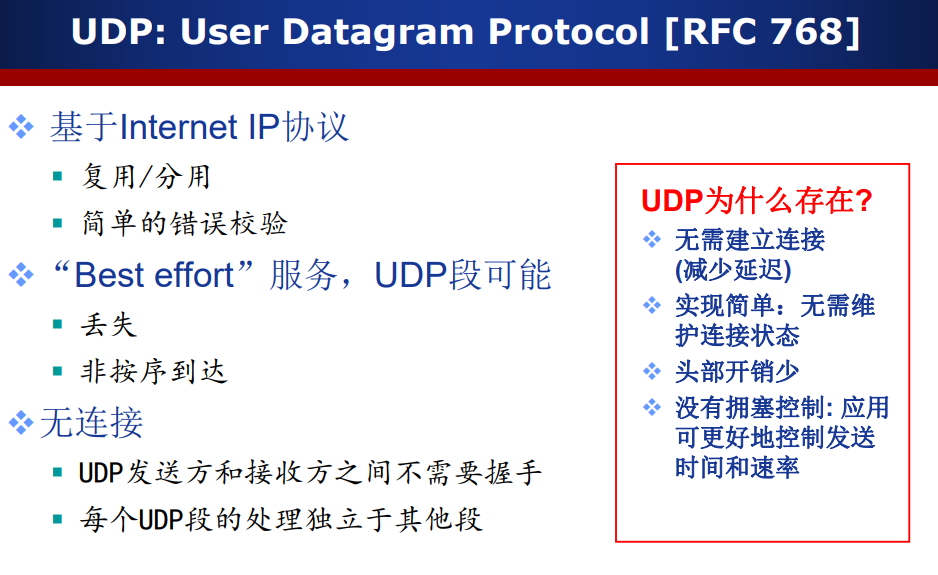 UDP: User Datagram Protocol [RFC 768]
基于Internet IP协议
复用/分用
简单的错误校验
“Best effort”服务，UDP段可能
丢失
非按序到达
无连接
UDP发送方和接收方之间不需要握手
每个UDP段的处理独立于其他段
UDP为什么存在?
无需建立连接
(减少延迟)
实现简单：无需维
护连接状态
头部开销少
没有拥塞控制: 应用
可更好地控制发送
时间和速率